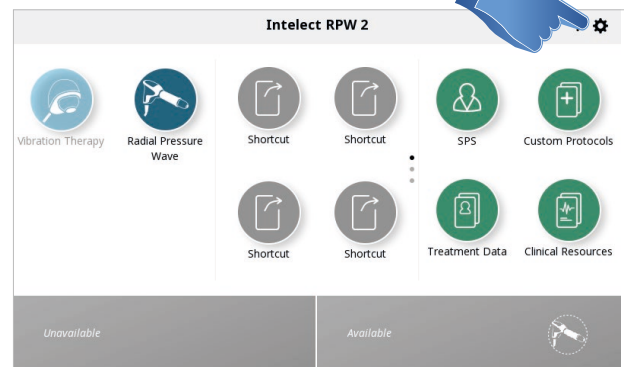 Intelect RPW 2
Vibration Therapy
Radial Pressure
Wave
Shortcut
Shortcut
SPS
Custom Protocols
Shortcut
Shortcut
Treatment Data
Clinical Resources
Unavailable
Available